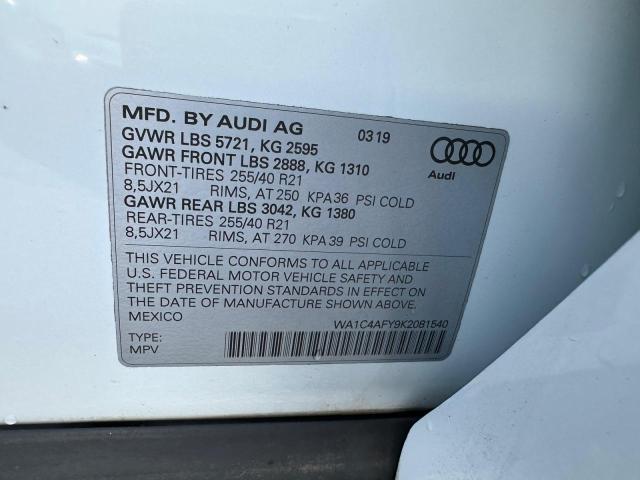 MFD. BY AUDI AG 0319
GVWR LBS 5721, KG 2595
GAWR FRONT LBS 2888, KG 1310
FRONT-TIRES 255/40 R21
8,5JX21 RIMS, AT 250 KPA36 PSI COLD
GAWR REAR LBS 3042, KG 1380
REAR-TIRES 255/40 R21
8,5JX21 RIMS, AT 270 KPA39 PSI COLD
Audi
THIS VEHICLE CONFORMS TO ALL APPLICABLE
U.S. FEDERAL MOTOR VEHICLE SAFETY AND
THEFT PREVENTION STANDARDS IN EFFECT ON
THE DATE OF MANUFACTURE SHOWN ABOVE.
MEXICO
WA1C4AFY9K2081540
TYPE:
MPV